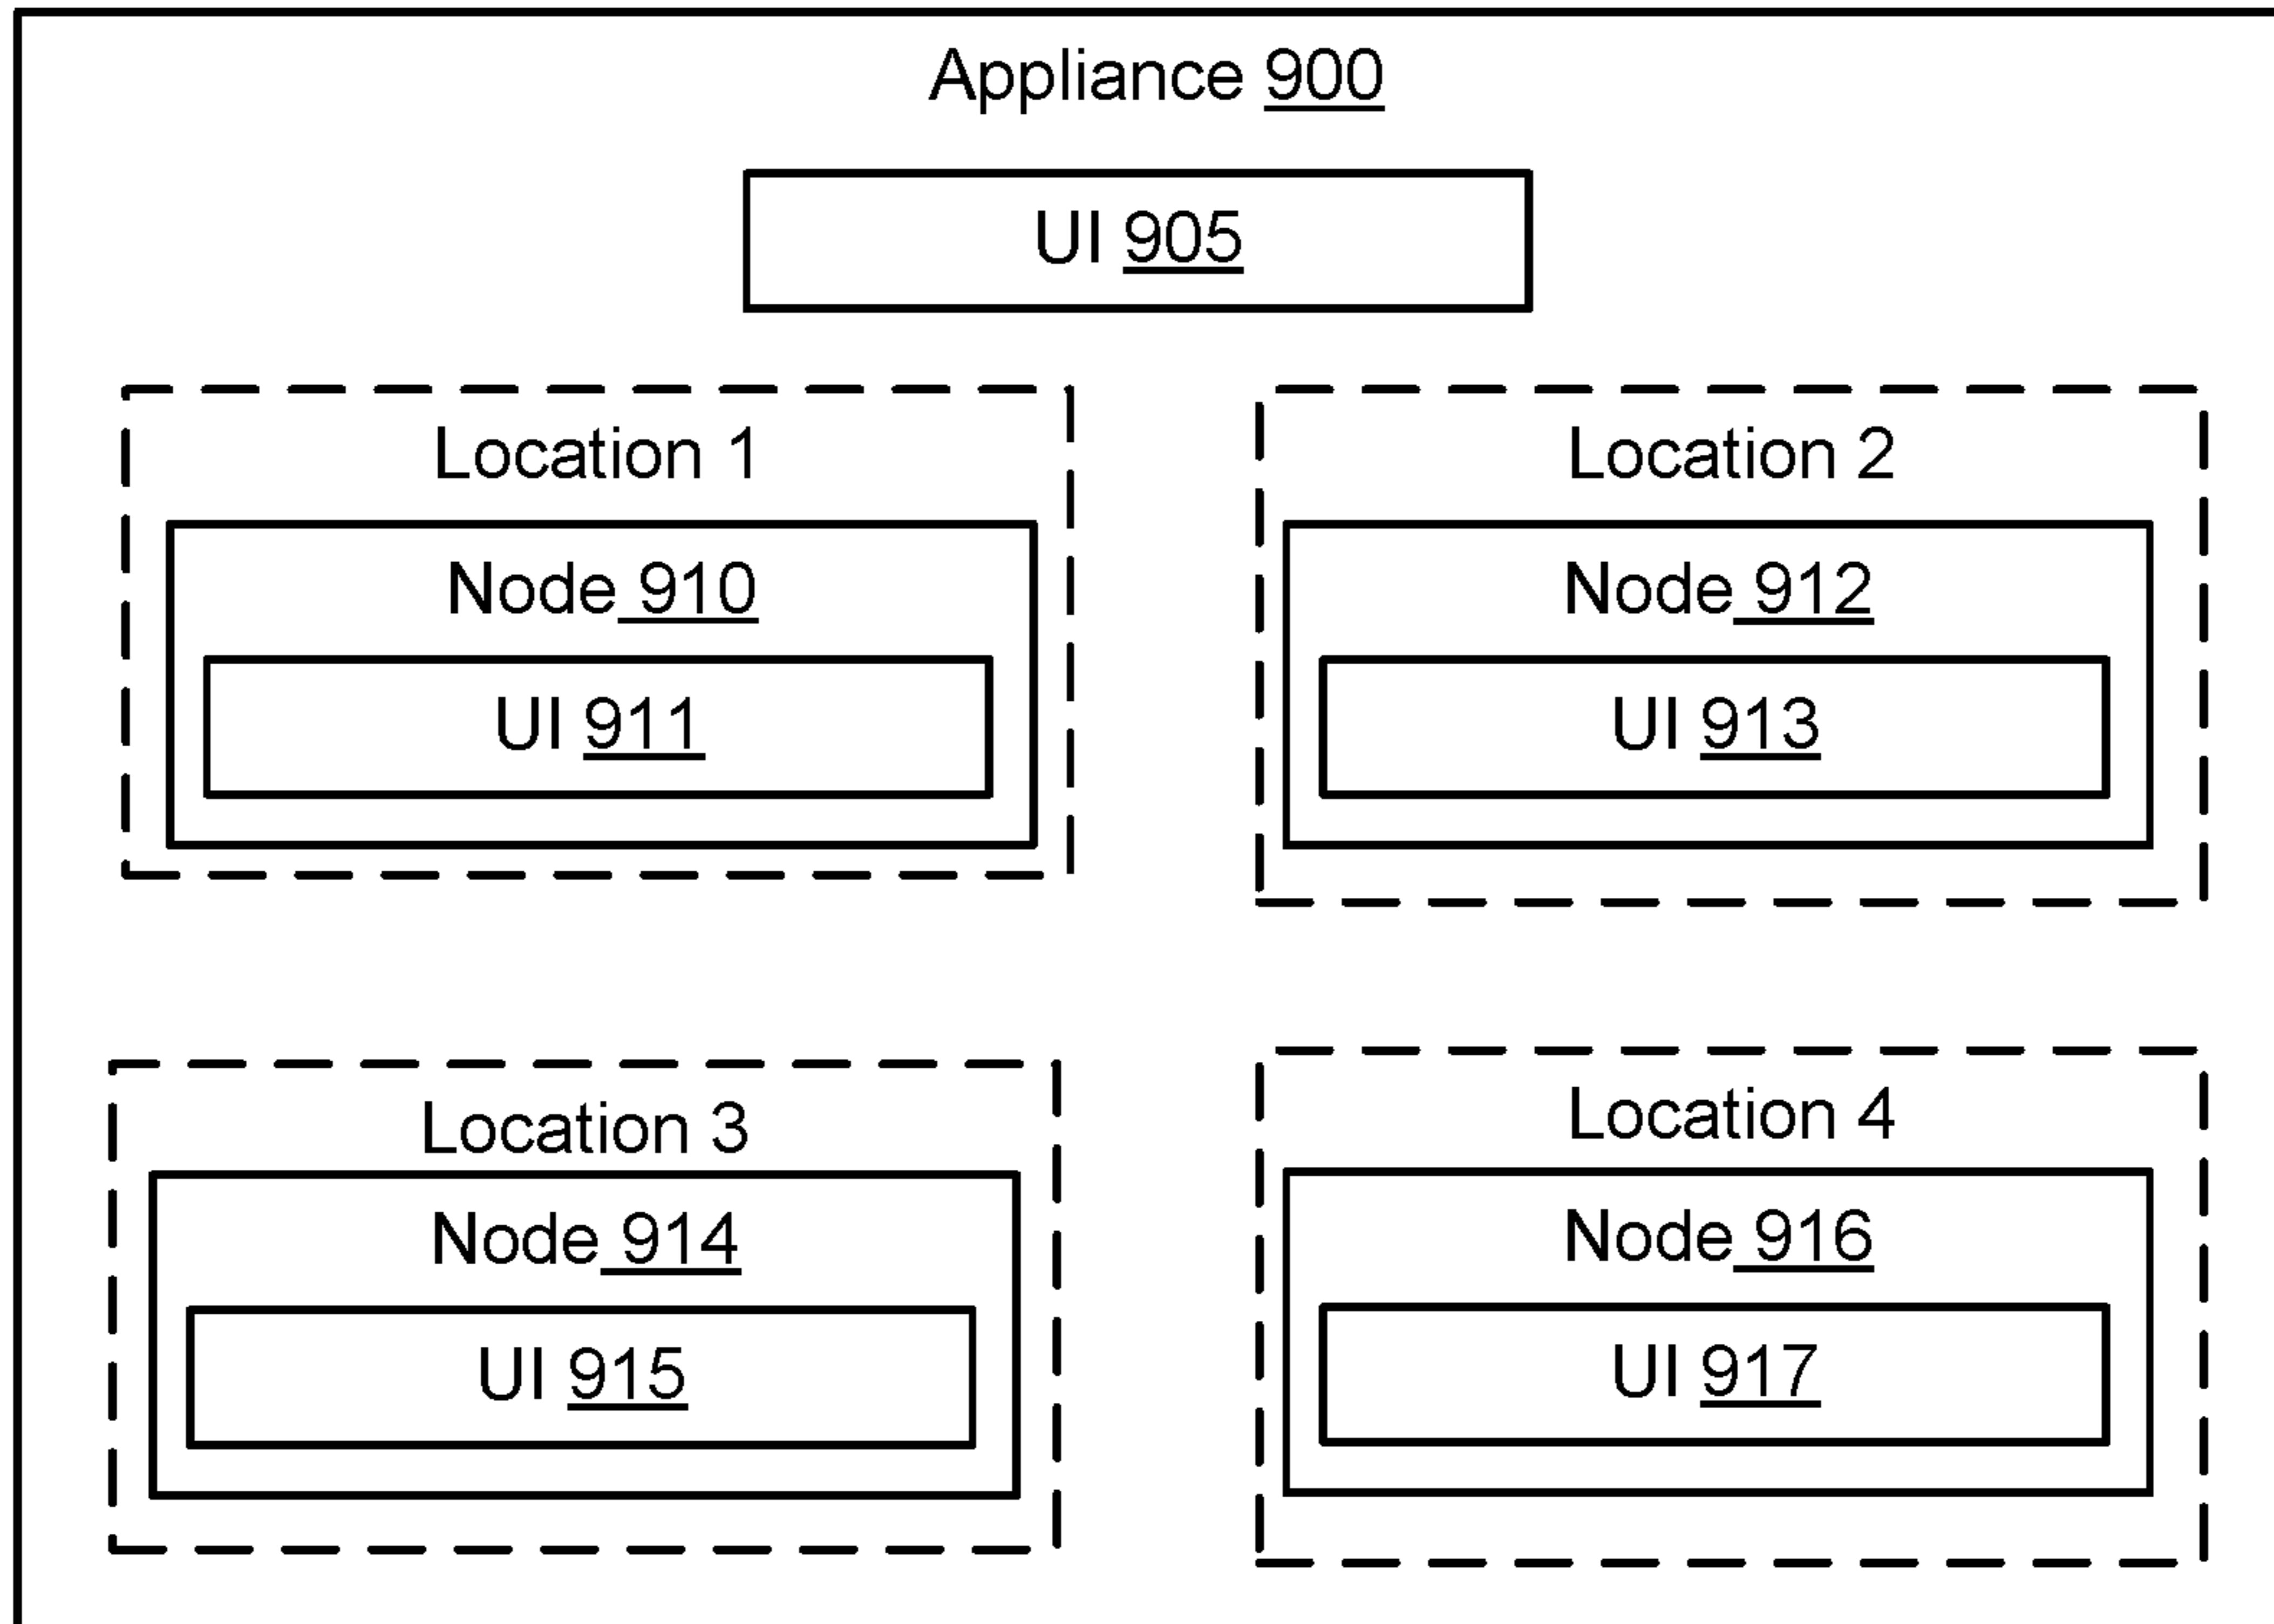 Appliance 900
UI 905
Location 1
Node 910
UI 911
Location 2
Node 912
UI 913
Location 3
Node 914
UI 915
Location 4
Node 916
UI 917